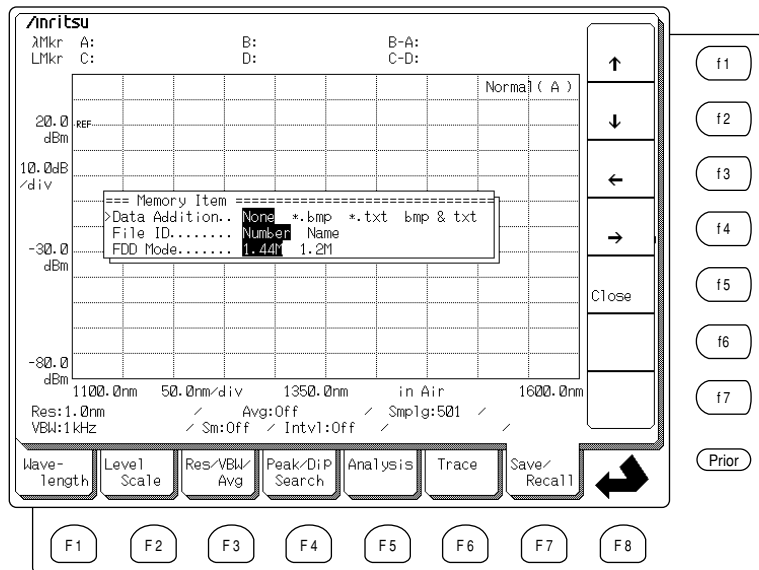 Anritsu
λMkr A: B: B-A:
LMkr C: D: C-D:
Normal( A )
20.0 REF
dBm
10.0dB
/div
=== Memory Item ==============================
>Data Addition.. None *.bmp *.txt bmp & txt
File ID........ Number Name
FDD Mode....... 1.44M 1.2M
-30.0
dBm
-80.0
dBm
1100.0nm 50.0nm/div 1350.0nm in Air 1600.0nm
Res:1.0nm / Avg:Off / Smplg:501 /
VBW:1kHz / Sm:Off / Intvl:Off / /
↑
↓
←
→
Close
Wave-
length
Level
Scale
Res/VBW/
Avg
Peak/Dip
Search
Analysis
Trace
Save/
Recall
f1
f2
f3
f4
f5
f6
f7
Prior
F1 F2 F3 F4 F5 F6 F7 F8